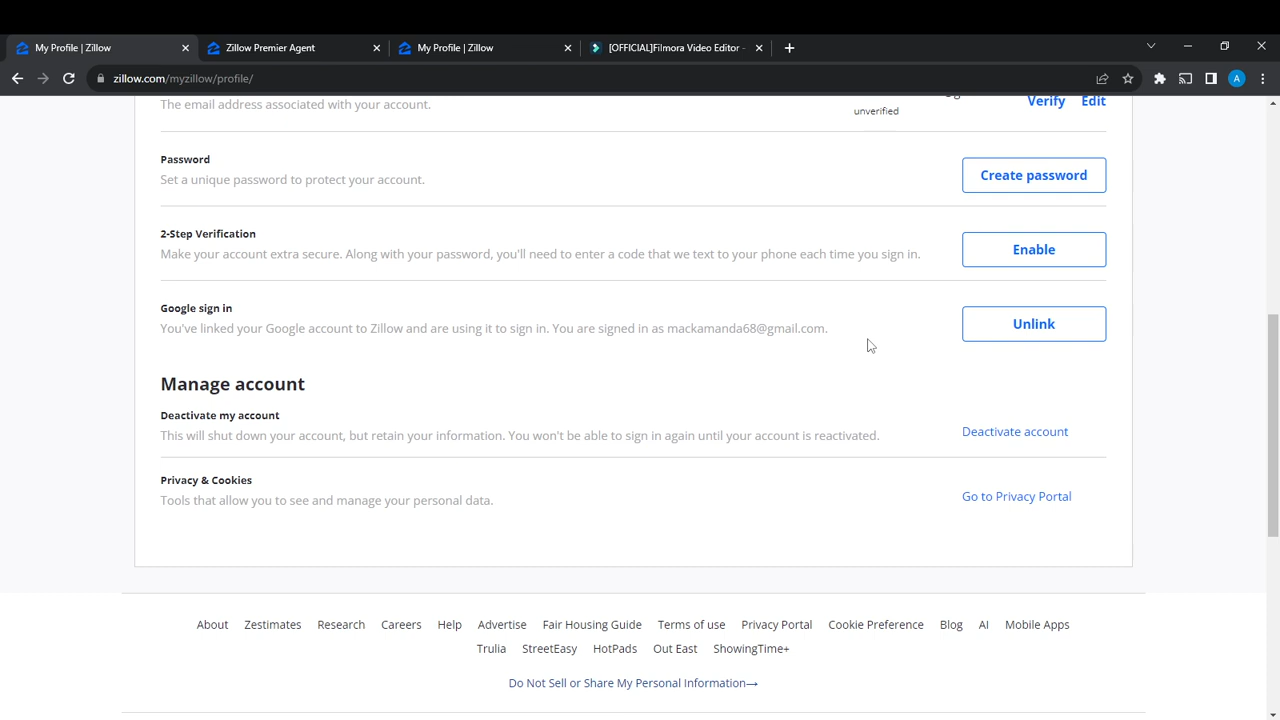 My Profile | Zillow
Zillow Premier Agent
My Profile | Zillow
[OFFICIAL]Filmora Video Editor -
zillow.com/myzillow/profile/
A
The email address associated with your account.
unverified
Verify Edit
Password
Set a unique password to protect your account.
Create password
2-Step Verification
Make your account extra secure. Along with your password, you'll need to enter a code that we text to your phone each time you sign in.
Enable
Google sign in
You've linked your Google account to Zillow and are using it to sign in. You are signed in as mackamanda68@gmail.com.
Unlink
Manage account
Deactivate my account
This will shut down your account, but retain your information. You won't be able to sign in again until your account is reactivated.
Deactivate account
Privacy & Cookies
Tools that allow you to see and manage your personal data.
Go to Privacy Portal
About Zestimates Research Careers Help Advertise Fair Housing Guide Terms of use Privacy Portal Cookie Preference Blog AI Mobile Apps
Trulia StreetEasy HotPads Out East ShowingTime+
Do Not Sell or Share My Personal Information→